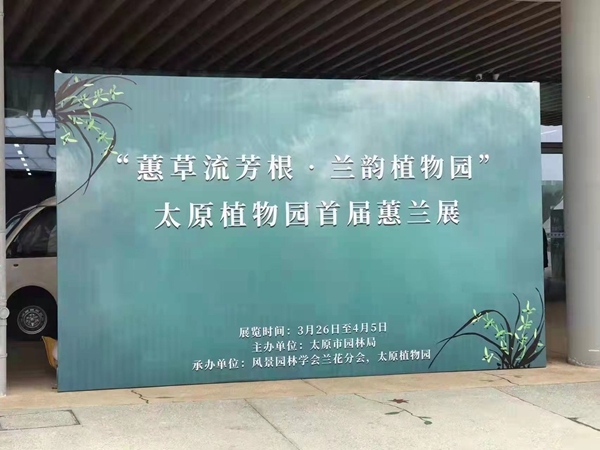 “蕙草流芳根·兰韵植物园”
太原植物园首届蕙兰展
展览时间：3月26日至4月5日
主办单位：太原市园林局
承办单位：风景园林学会兰花分会、太原植物园